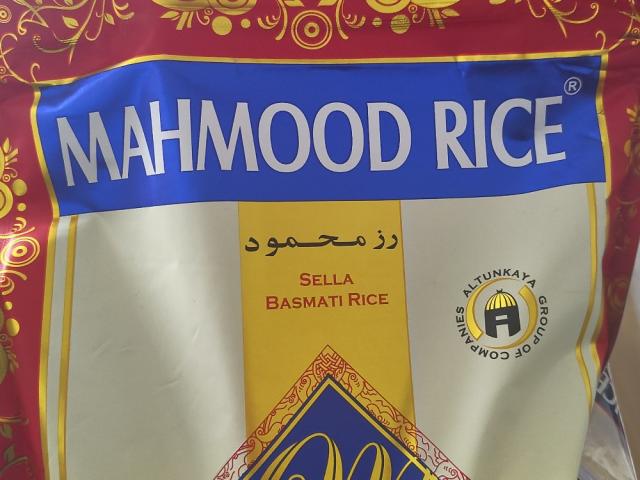 MAHMOOD RICE®
رز محمود
SELLA
BASMATI RICE
ALTUNKAYA GROUP OF COMPANIES